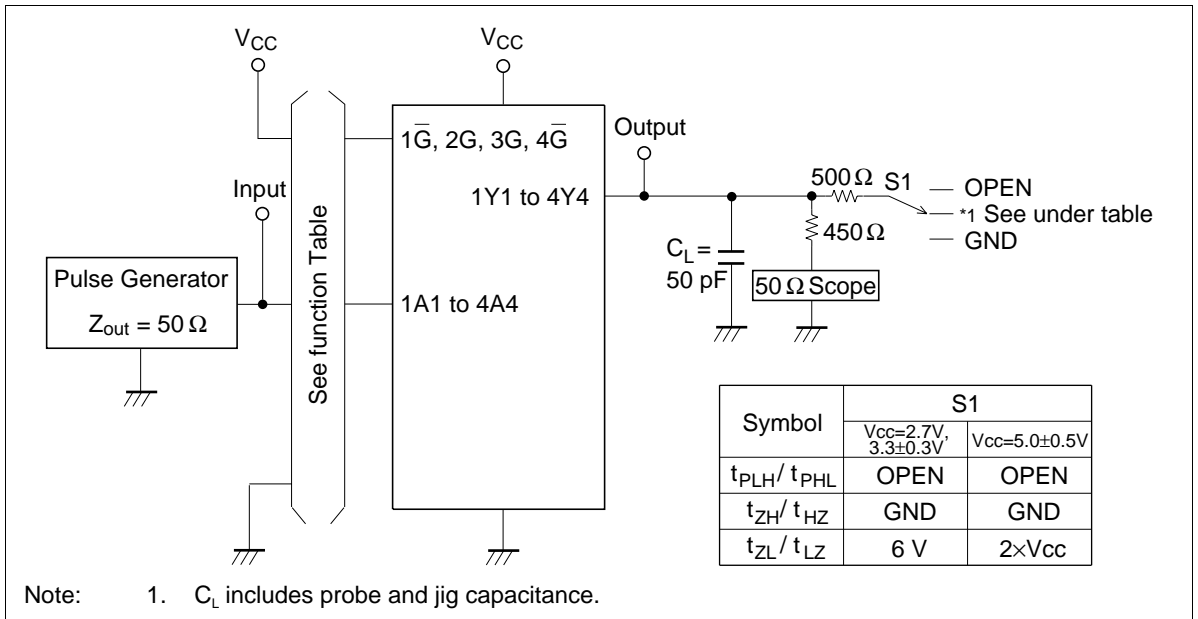 VCC
VCC
Output
1G̅, 2G, 3G, 4G̅
500 Ω
S1
OPEN
Input
1Y1 to 4Y4
*1 See under table
GND
450 Ω
CL =
50 pF
See function Table
Pulse Generator
Zout = 50 Ω
1A1 to 4A4
50 Ω Scope
Symbol
S1
Vcc=2.7V,
3.3±0.3V
Vcc=5.0±0.5V
tPLH / tPHL OPEN OPEN
tZH / tHZ GND GND
tZL / tLZ 6 V 2×Vcc
Note: 1. CL includes probe and jig capacitance.